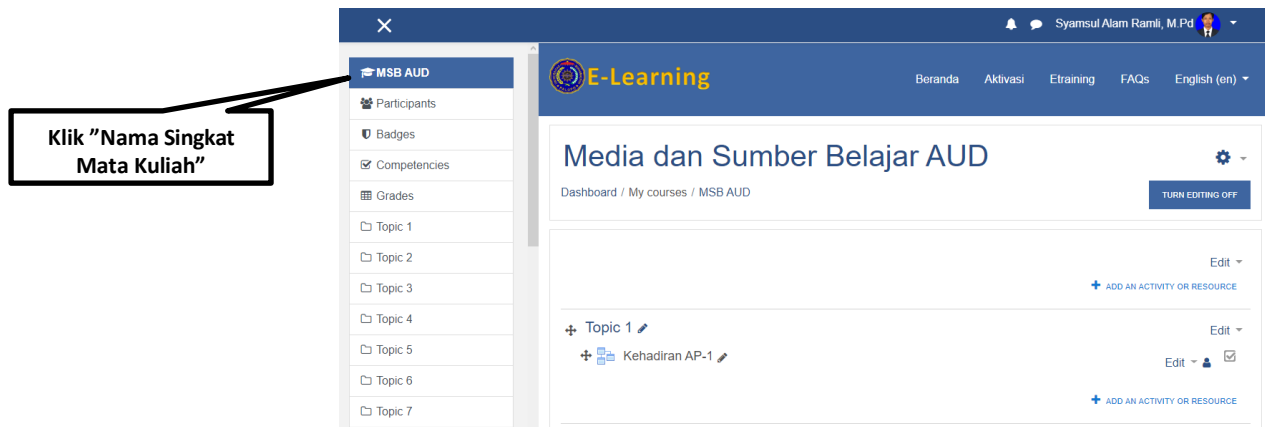 Syamsul Alam Ramli, M.Pd
MSB AUD
Participants
Badges
Competencies
Grades
Topic 1
Topic 2
Topic 3
Topic 4
Topic 5
Topic 6
Topic 7
Klik ”Nama Singkat
Mata Kuliah”
E-Learning
Beranda Aktivasi Etraining FAQs English (en)
Media dan Sumber Belajar AUD
Dashboard / My courses / MSB AUD
TURN EDITING OFF
Edit
ADD AN ACTIVITY OR RESOURCE
Topic 1
Edit
Kehadiran AP-1
Edit
ADD AN ACTIVITY OR RESOURCE